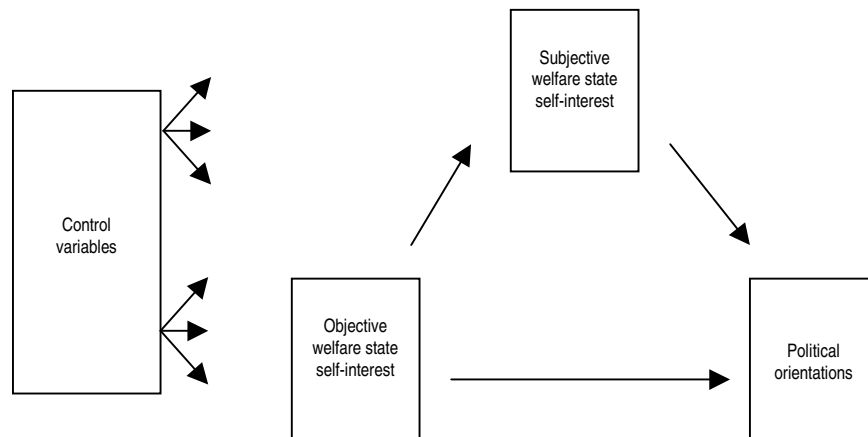 Subjective
welfare state
self-interest
Control
variables
Objective
welfare state
self-interest
Political
orientations